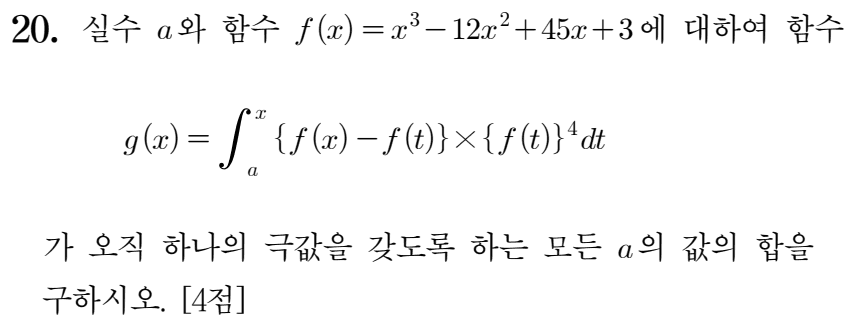 20. 실수 a와 함수 f(x)=x³-12x²+45x+3에 대하여 함수
g(x)=∫ₐˣ{f(x)-f(t)}×{f(t)}⁴dt
가 오직 하나의 극값을 갖도록 하는 모든 a의 값의 합을
구하시오. [4점]